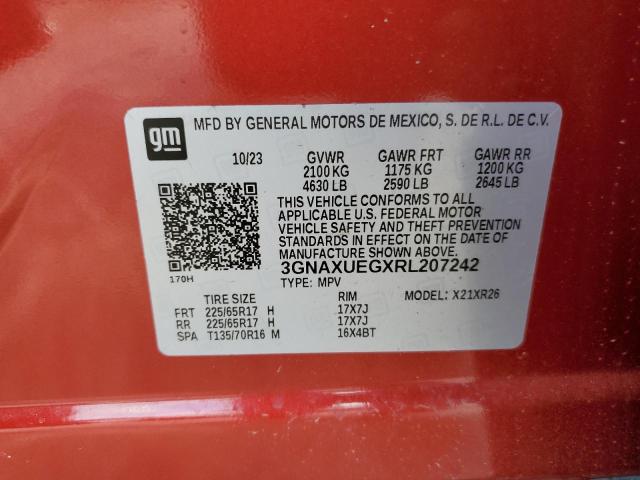 gm
MFD BY GENERAL MOTORS DE MEXICO, S. DE R.L. DE C.V.
10/23 GVWR GAWR FRT GAWR RR
2100 KG 1175 KG 1200 KG
4630 LB 2590 LB 2645 LB
THIS VEHICLE CONFORMS TO ALL
APPLICABLE U.S. FEDERAL MOTOR
VEHICLE SAFETY AND THEFT PREVENTION
STANDARDS IN EFFECT ON THE DATE OF
MANUFACTURE SHOWN ABOVE.
170H
3GNAXUEGXRL207242
TYPE: MPV MODEL: X21XR26
TIRE SIZE RIM
FRT 225/65R17 H 17X7J
RR 225/65R17 H 17X7J
SPA T135/70R16 M 16X4BT